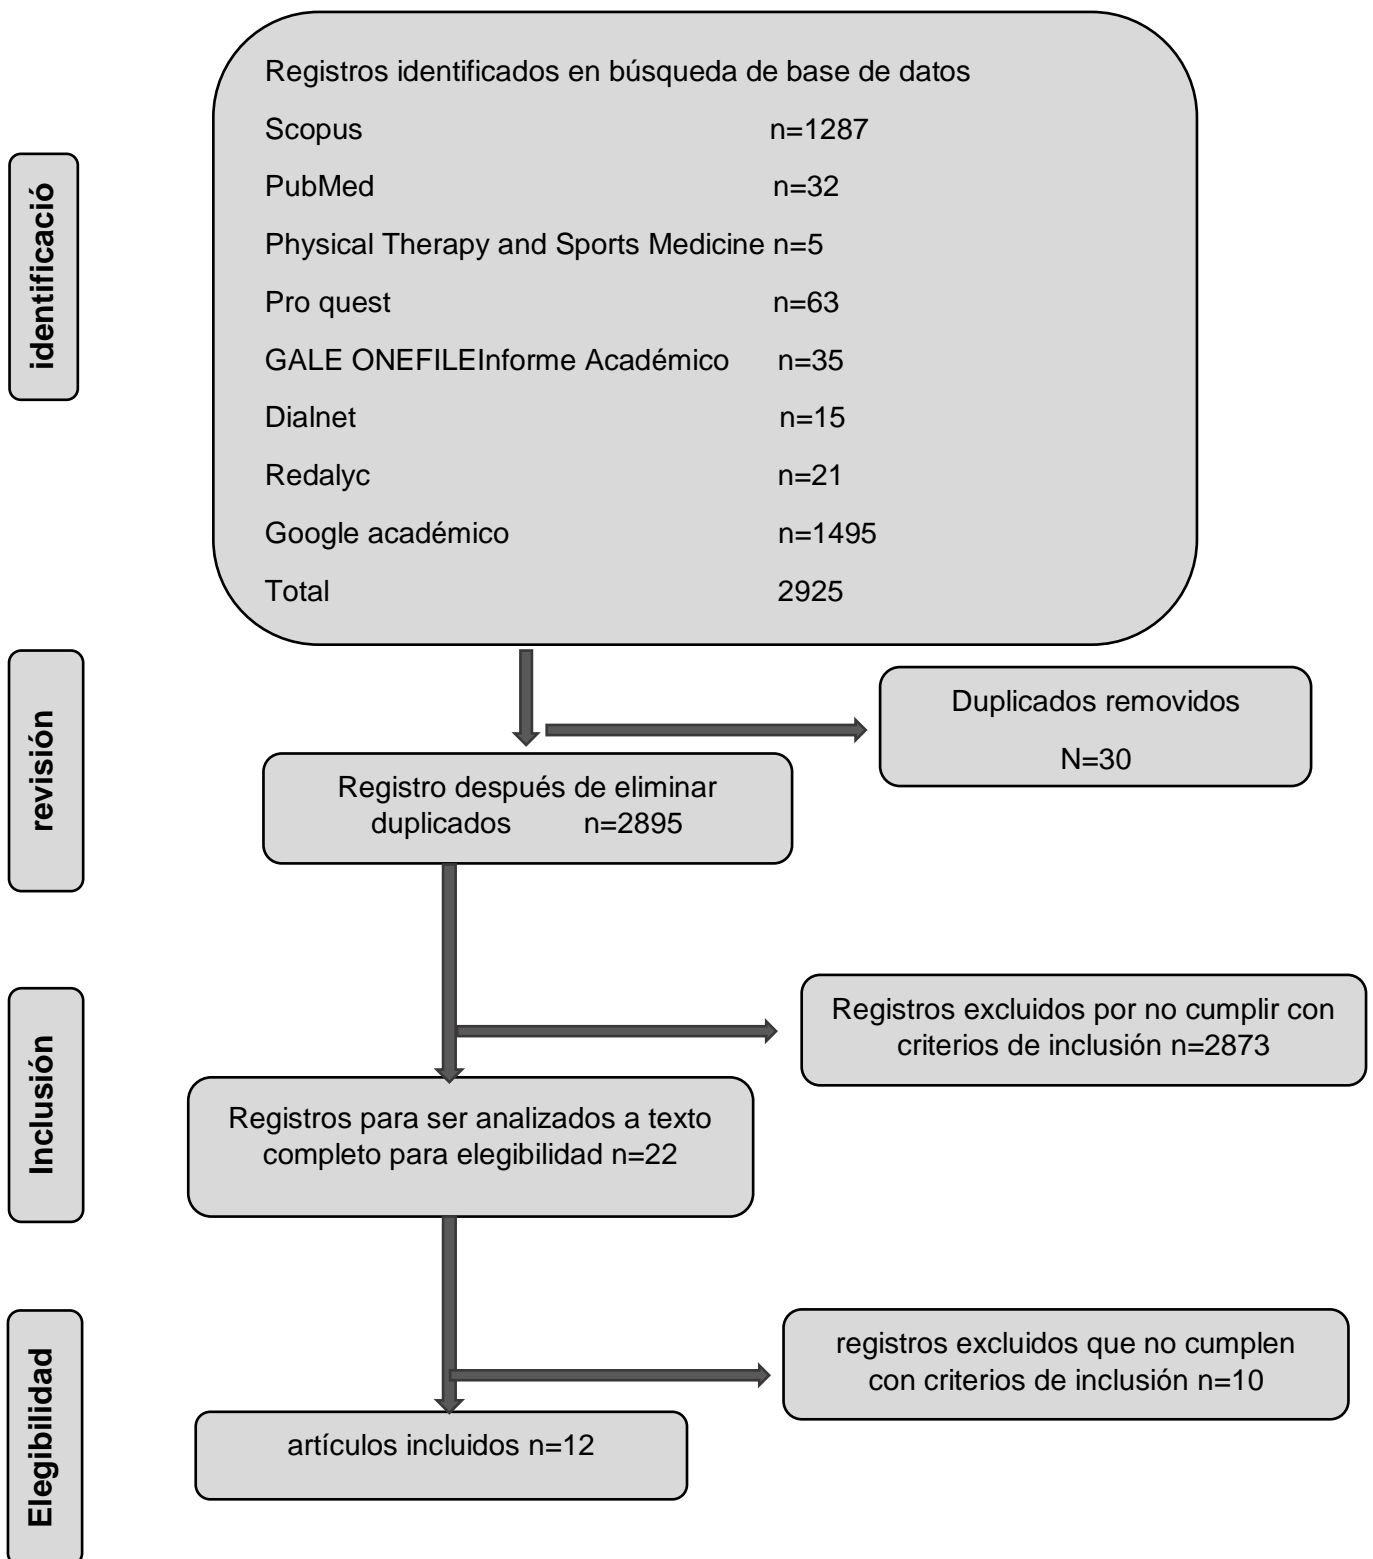 Registros identificados en búsqueda de base de datos
Scopus n=1287
PubMed n=32
Physical Therapy and Sports Medicine n=5
Pro quest n=63
GALE ONEFILEInforme Académico n=35
Dialnet n=15
Redalyc n=21
Google académico n=1495
Total 2925
identificació
Duplicados removidos
N=30
revisión
Registro después de eliminar
duplicados n=2895
Registros excluidos por no cumplir con
criterios de inclusión n=2873
Inclusión
Registros para ser analizados a texto
completo para elegibilidad n=22
registros excluidos que no cumplen
con criterios de inclusión n=10
Elegibilidad
artículos incluidos n=12